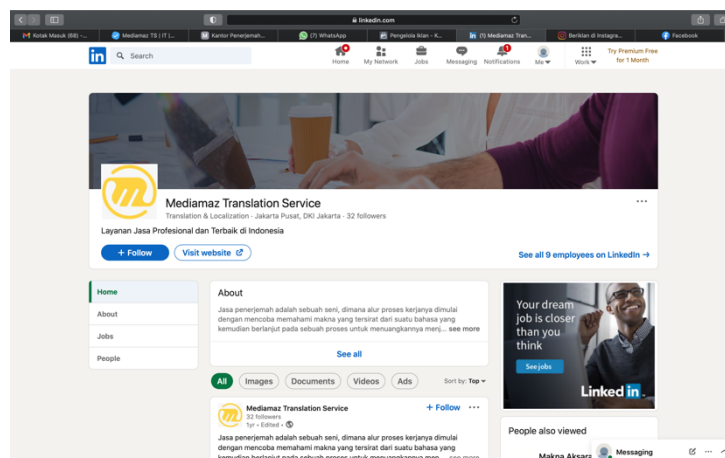 linkedin.com
Kotak Masuk (68) -...
Mediamaz TS | IT |...
Kantor Penerjemah...
(7) WhatsApp
Pengelola Iklan - K...
(1) Mediamaz Tran...
Beriklan di Instagra...
Facebook
in
Search
Home
My Network
Jobs
Messaging
Notifications
Me
Work
Try Premium Free
for 1 Month
Mediamaz Translation Service
Translation & Localization - Jakarta Pusat, DKI Jakarta - 32 followers
Layanan Jasa Profesional dan Terbaik di Indonesia
+ Follow
Visit website
See all 9 employees on LinkedIn →
Home
About
Jobs
People
About
Jasa penerjemah adalah sebuah seni, dimana alur proses kerjanya dimulai
dengan mencoba memahami makna yang tersirat dari suatu bahasa yang
kemudian berlanjut pada sebuah proses untuk menuangkannya menj... see more
See all
All
Images
Documents
Videos
Ads
Sort by: Top
Mediamaz Translation Service
32 followers
1yr • Edited •
+ Follow
Jasa penerjemah adalah sebuah seni, dimana alur proses kerjanya dimulai
dengan mencoba memahami makna yang tersirat dari suatu bahasa yang
Your dream
job is closer
than you
think
See jobs
Linked in
People also viewed
Makna Aksara
Messaging